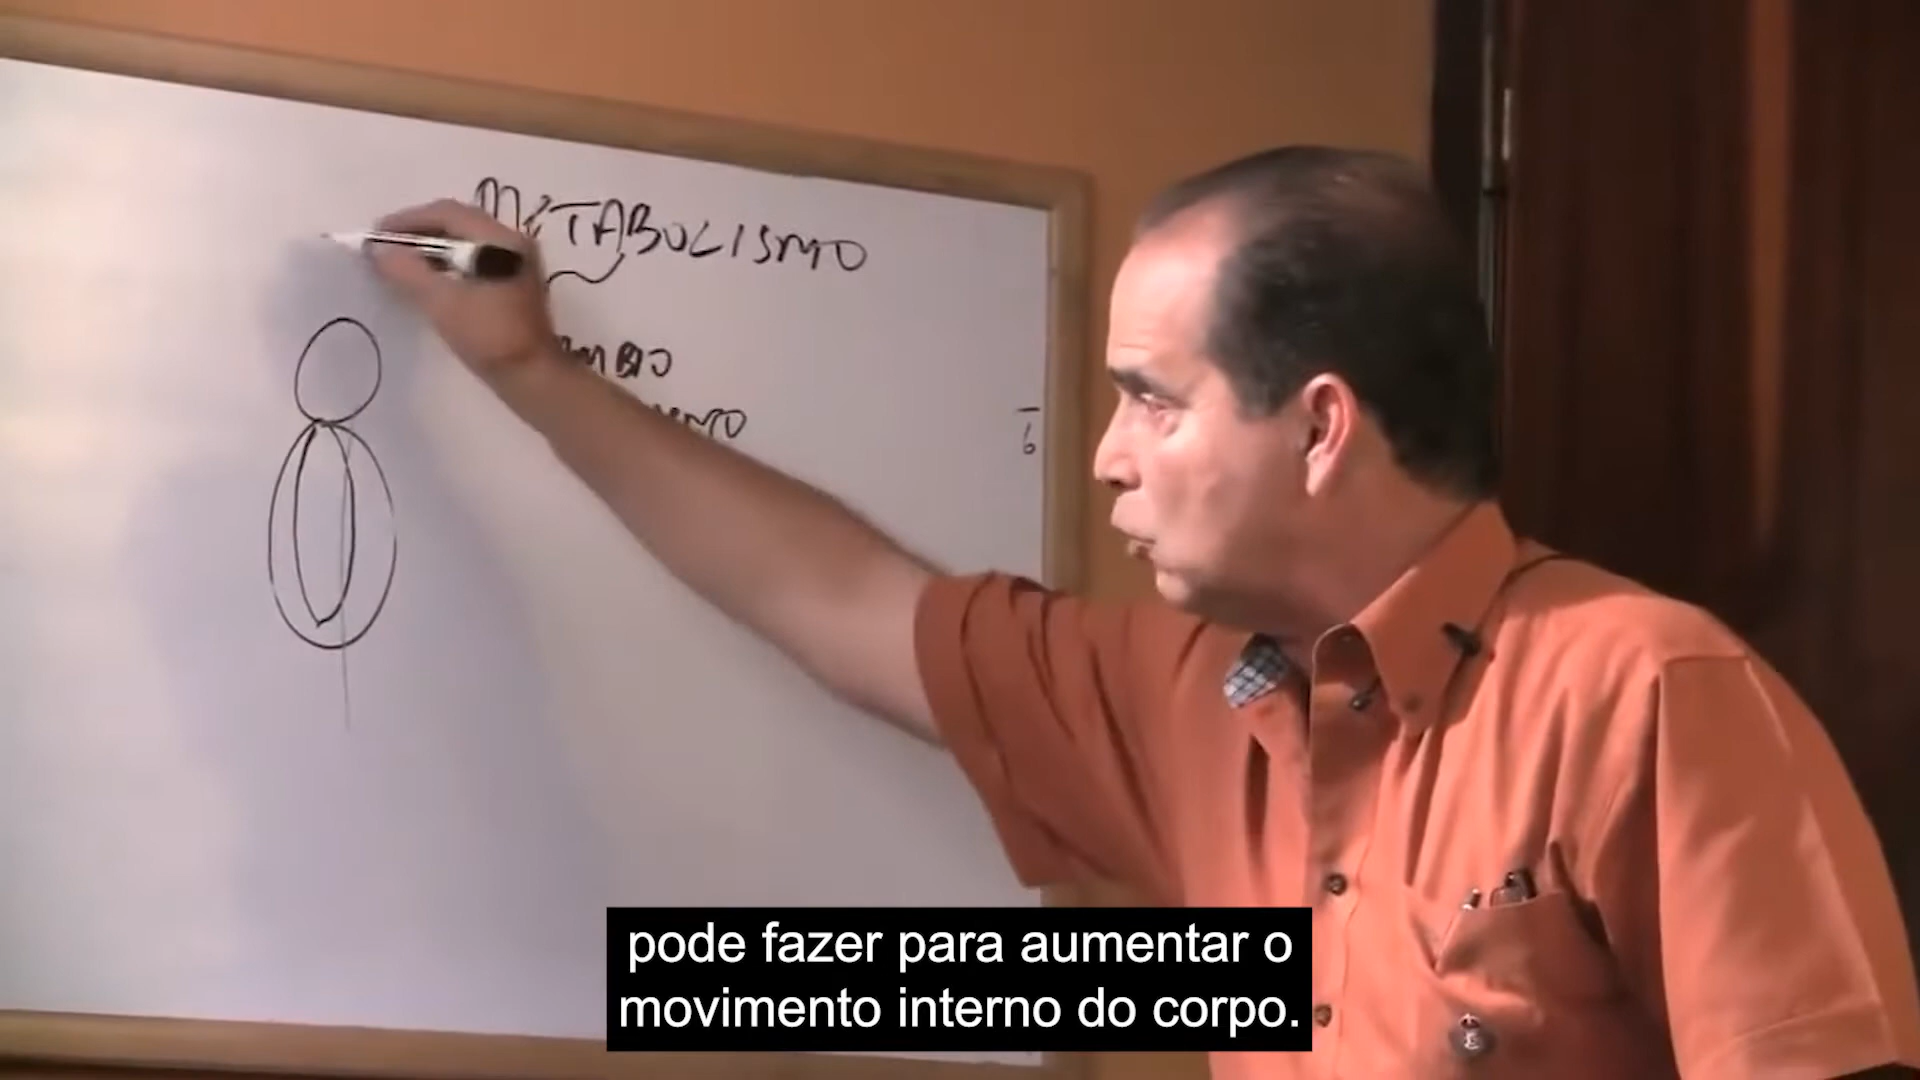 METABOLISMO
pode fazer para aumentar o
movimento interno do corpo.